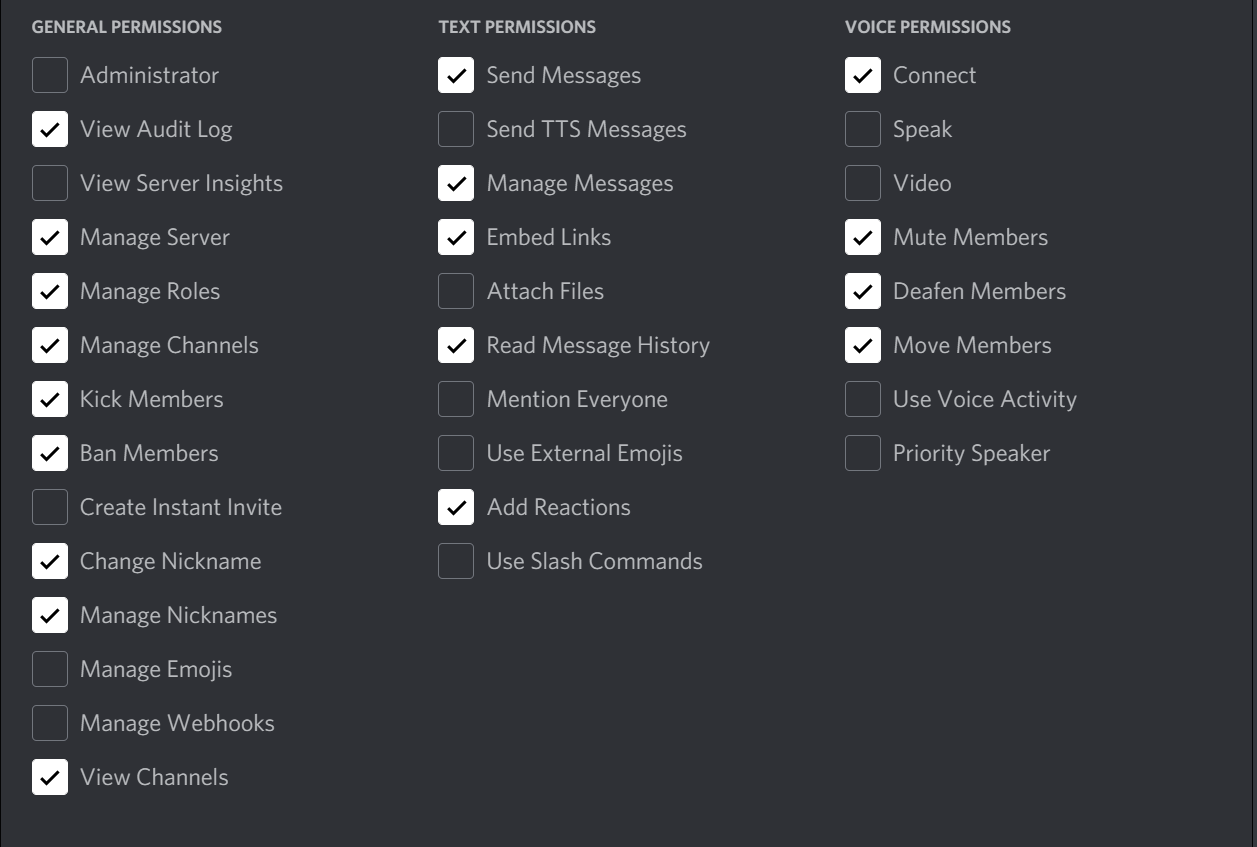 GENERAL PERMISSIONS
Administrator
View Audit Log
View Server Insights
Manage Server
Manage Roles
Manage Channels
Kick Members
Ban Members
Create Instant Invite
Change Nickname
Manage Nicknames
Manage Emojis
Manage Webhooks
View Channels
TEXT PERMISSIONS
Send Messages
Send TTS Messages
Manage Messages
Embed Links
Attach Files
Read Message History
Mention Everyone
Use External Emojis
Add Reactions
Use Slash Commands
VOICE PERMISSIONS
Connect
Speak
Video
Mute Members
Deafen Members
Move Members
Use Voice Activity
Priority Speaker